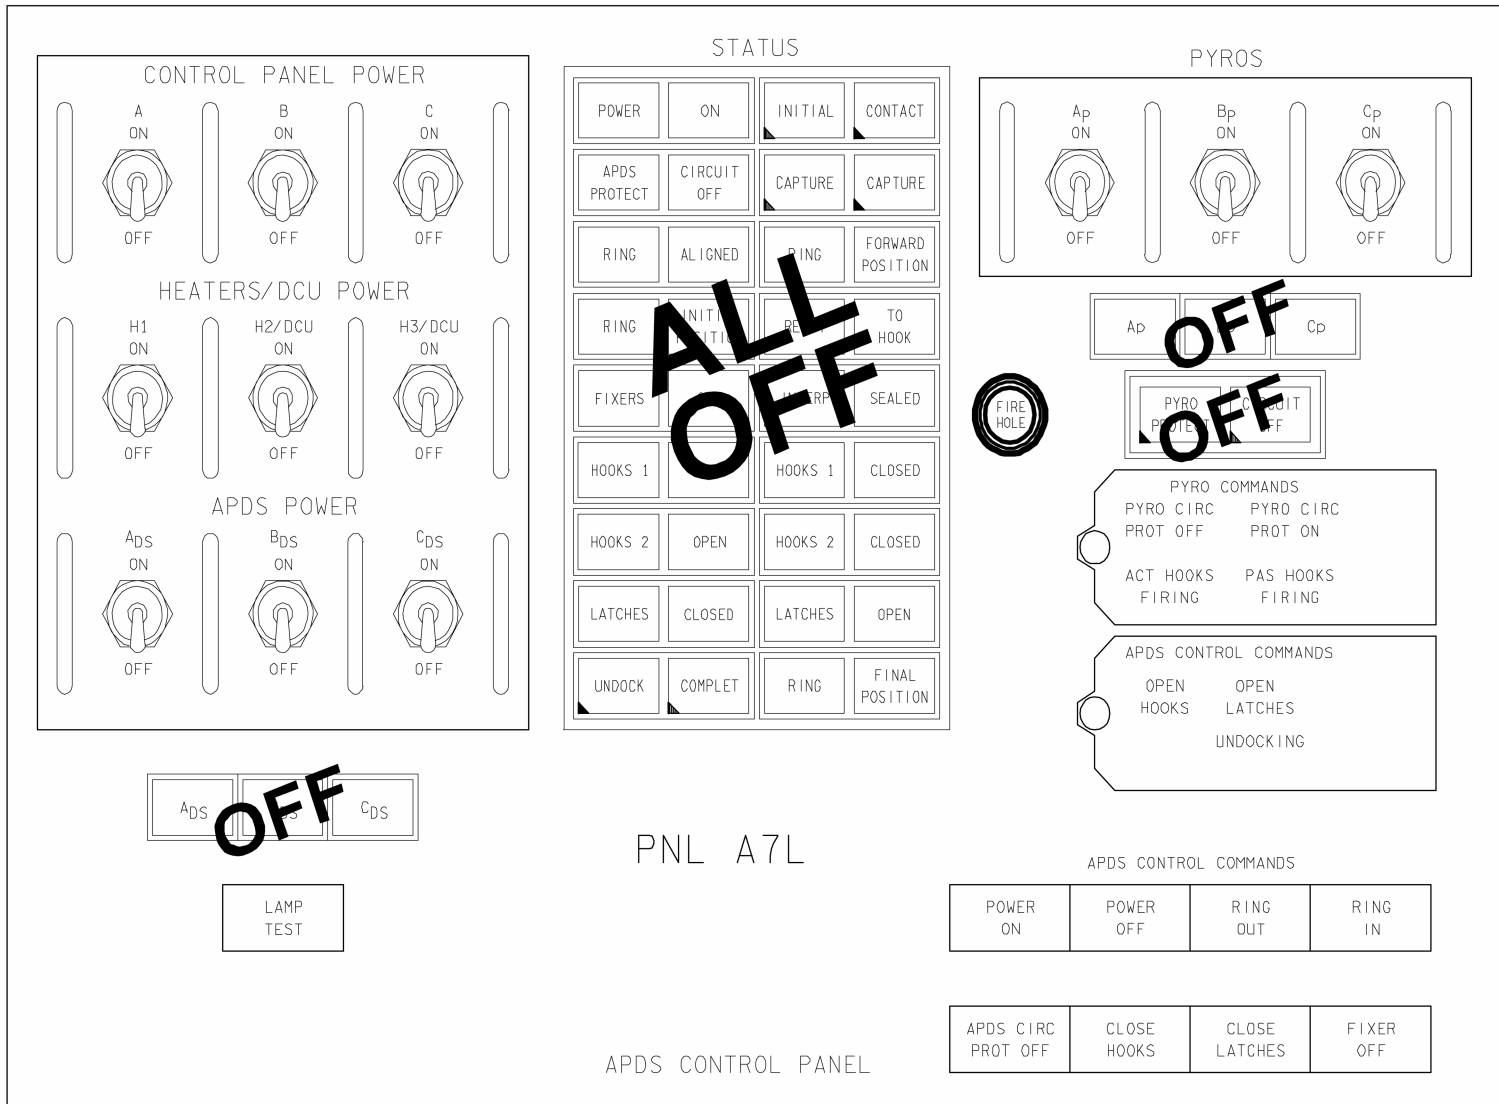 STATUS
PYROS
CONTROL PANEL POWER
A
ON
OFF
B
ON
OFF
C
ON
OFF
HEATERS/DCU POWER
H1
ON
OFF
H2/DCU
ON
OFF
H3/DCU
ON
OFF
APDS POWER
ADS
ON
OFF
BDS
ON
OFF
CDS
ON
OFF
POWER
ON
INITIAL
CONTACT
APDS
PROTECT
CIRCUIT
OFF
CAPTURE
CAPTURE
RING
ALIGNED
RING
FORWARD
POSITION
RING
TO
HOOK
FIXERS
SEALED
HOOKS 1
HOOKS 1
CLOSED
HOOKS 2
OPEN
HOOKS 2
CLOSED
LATCHES
CLOSED
LATCHES
OPEN
UNDOCK
COMPLET
RING
FINAL
POSITION
ALL
OFF
AP
ON
OFF
BP
ON
OFF
CP
ON
OFF
AP
CP
OFF
FIRE
HOLE
PYRO
PROTECT
CIRCUIT
OFF
OFF
PYRO COMMANDS
PYRO CIRC
PROT OFF
PYRO CIRC
PROT ON
ACT HOOKS
FIRING
PAS HOOKS
FIRING
APDS CONTROL COMMANDS
OPEN
HOOKS
OPEN
LATCHES
UNDOCKING
ADS
CDS
OFF
LAMP
TEST
PNL A7L
APDS CONTROL COMMANDS
POWER
ON
POWER
OFF
RING
OUT
RING
IN
APDS CIRC
PROT OFF
CLOSE
HOOKS
CLOSE
LATCHES
FIXER
OFF
APDS CONTROL PANEL